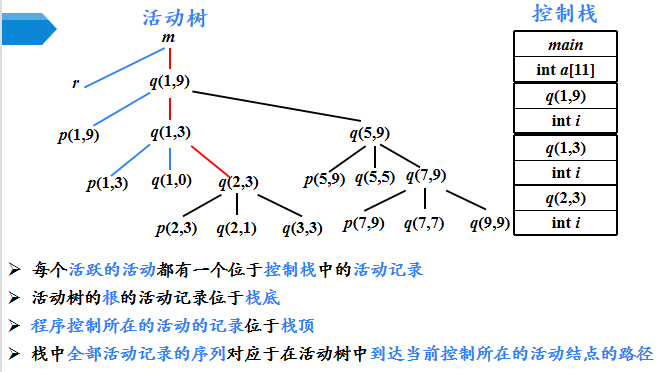 活动树
控制栈
m
main
int a[11]
r
q(1,9)
q(1,9)
int i
p(1,9)
q(1,3)
q(5,9)
q(1,3)
int i
p(1,3)
q(1,0)
q(2,3)
p(5,9)
q(5,5)
q(7,9)
q(2,3)
int i
p(2,3)
q(2,1)
q(3,3)
p(7,9)
q(7,7)
q(9,9)
➢ 每个活跃的活动都有一个位于控制栈中的活动记录
➢ 活动树的根的活动记录位于栈底
➢ 程序控制所在的活动的记录位于栈顶
➢ 栈中全部活动记录的序列对应于在活动树中到达当前控制所在的活动结点的路径